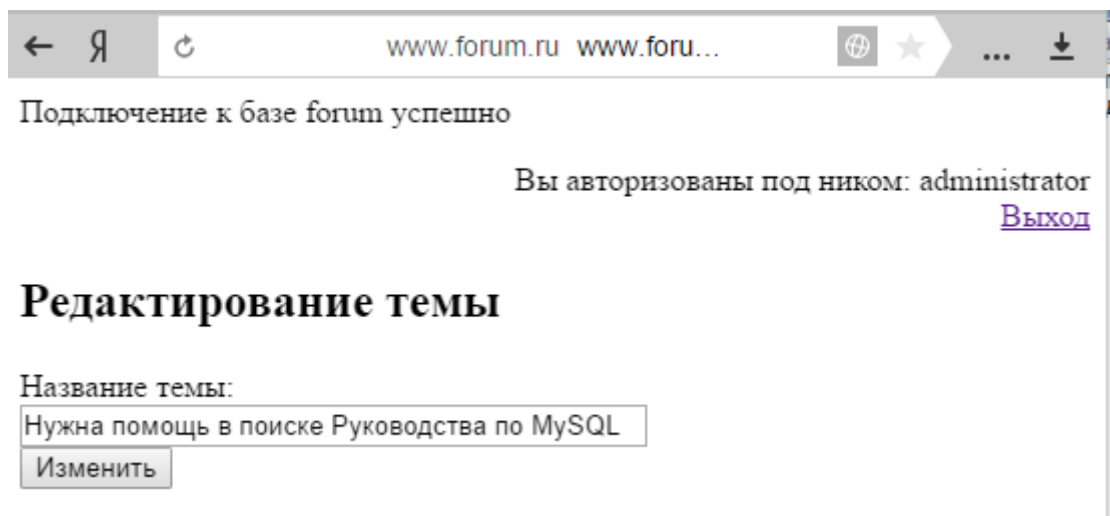 Я www.forum.ru www.foru... ...
Подключение к базе forum успешно
Вы авторизованы под ником: administrator
Выход
Редактирование темы
Название темы:
Нужна помощь в поиске Руководства по MySQL
Изменить